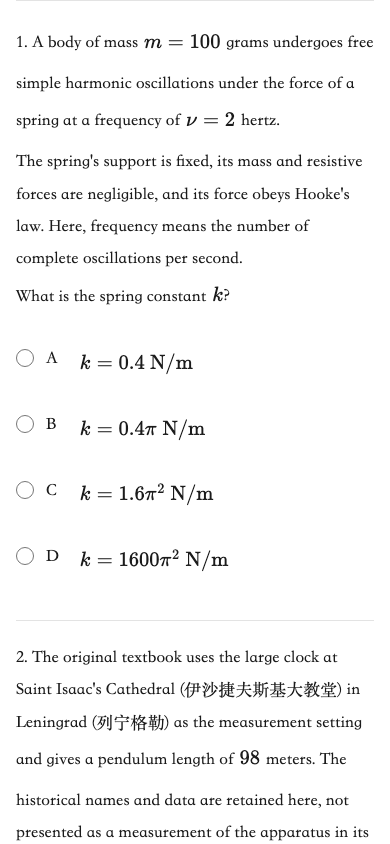 1. A body of mass m = 100 grams undergoes free
simple harmonic oscillations under the force of a
spring at a frequency of ν = 2 hertz.
The spring's support is fixed, its mass and resistive
forces are negligible, and its force obeys Hooke's
law. Here, frequency means the number of
complete oscillations per second.
What is the spring constant k?
A k = 0.4 N/m
B k = 0.4π N/m
C k = 1.6π² N/m
D k = 1600π² N/m
2. The original textbook uses the large clock at
Saint Isaac's Cathedral (伊沙捷夫斯基大教堂) in
Leningrad (列宁格勒) as the measurement setting
and gives a pendulum length of 98 meters. The
historical names and data are retained here, not
presented as a measurement of the apparatus in its